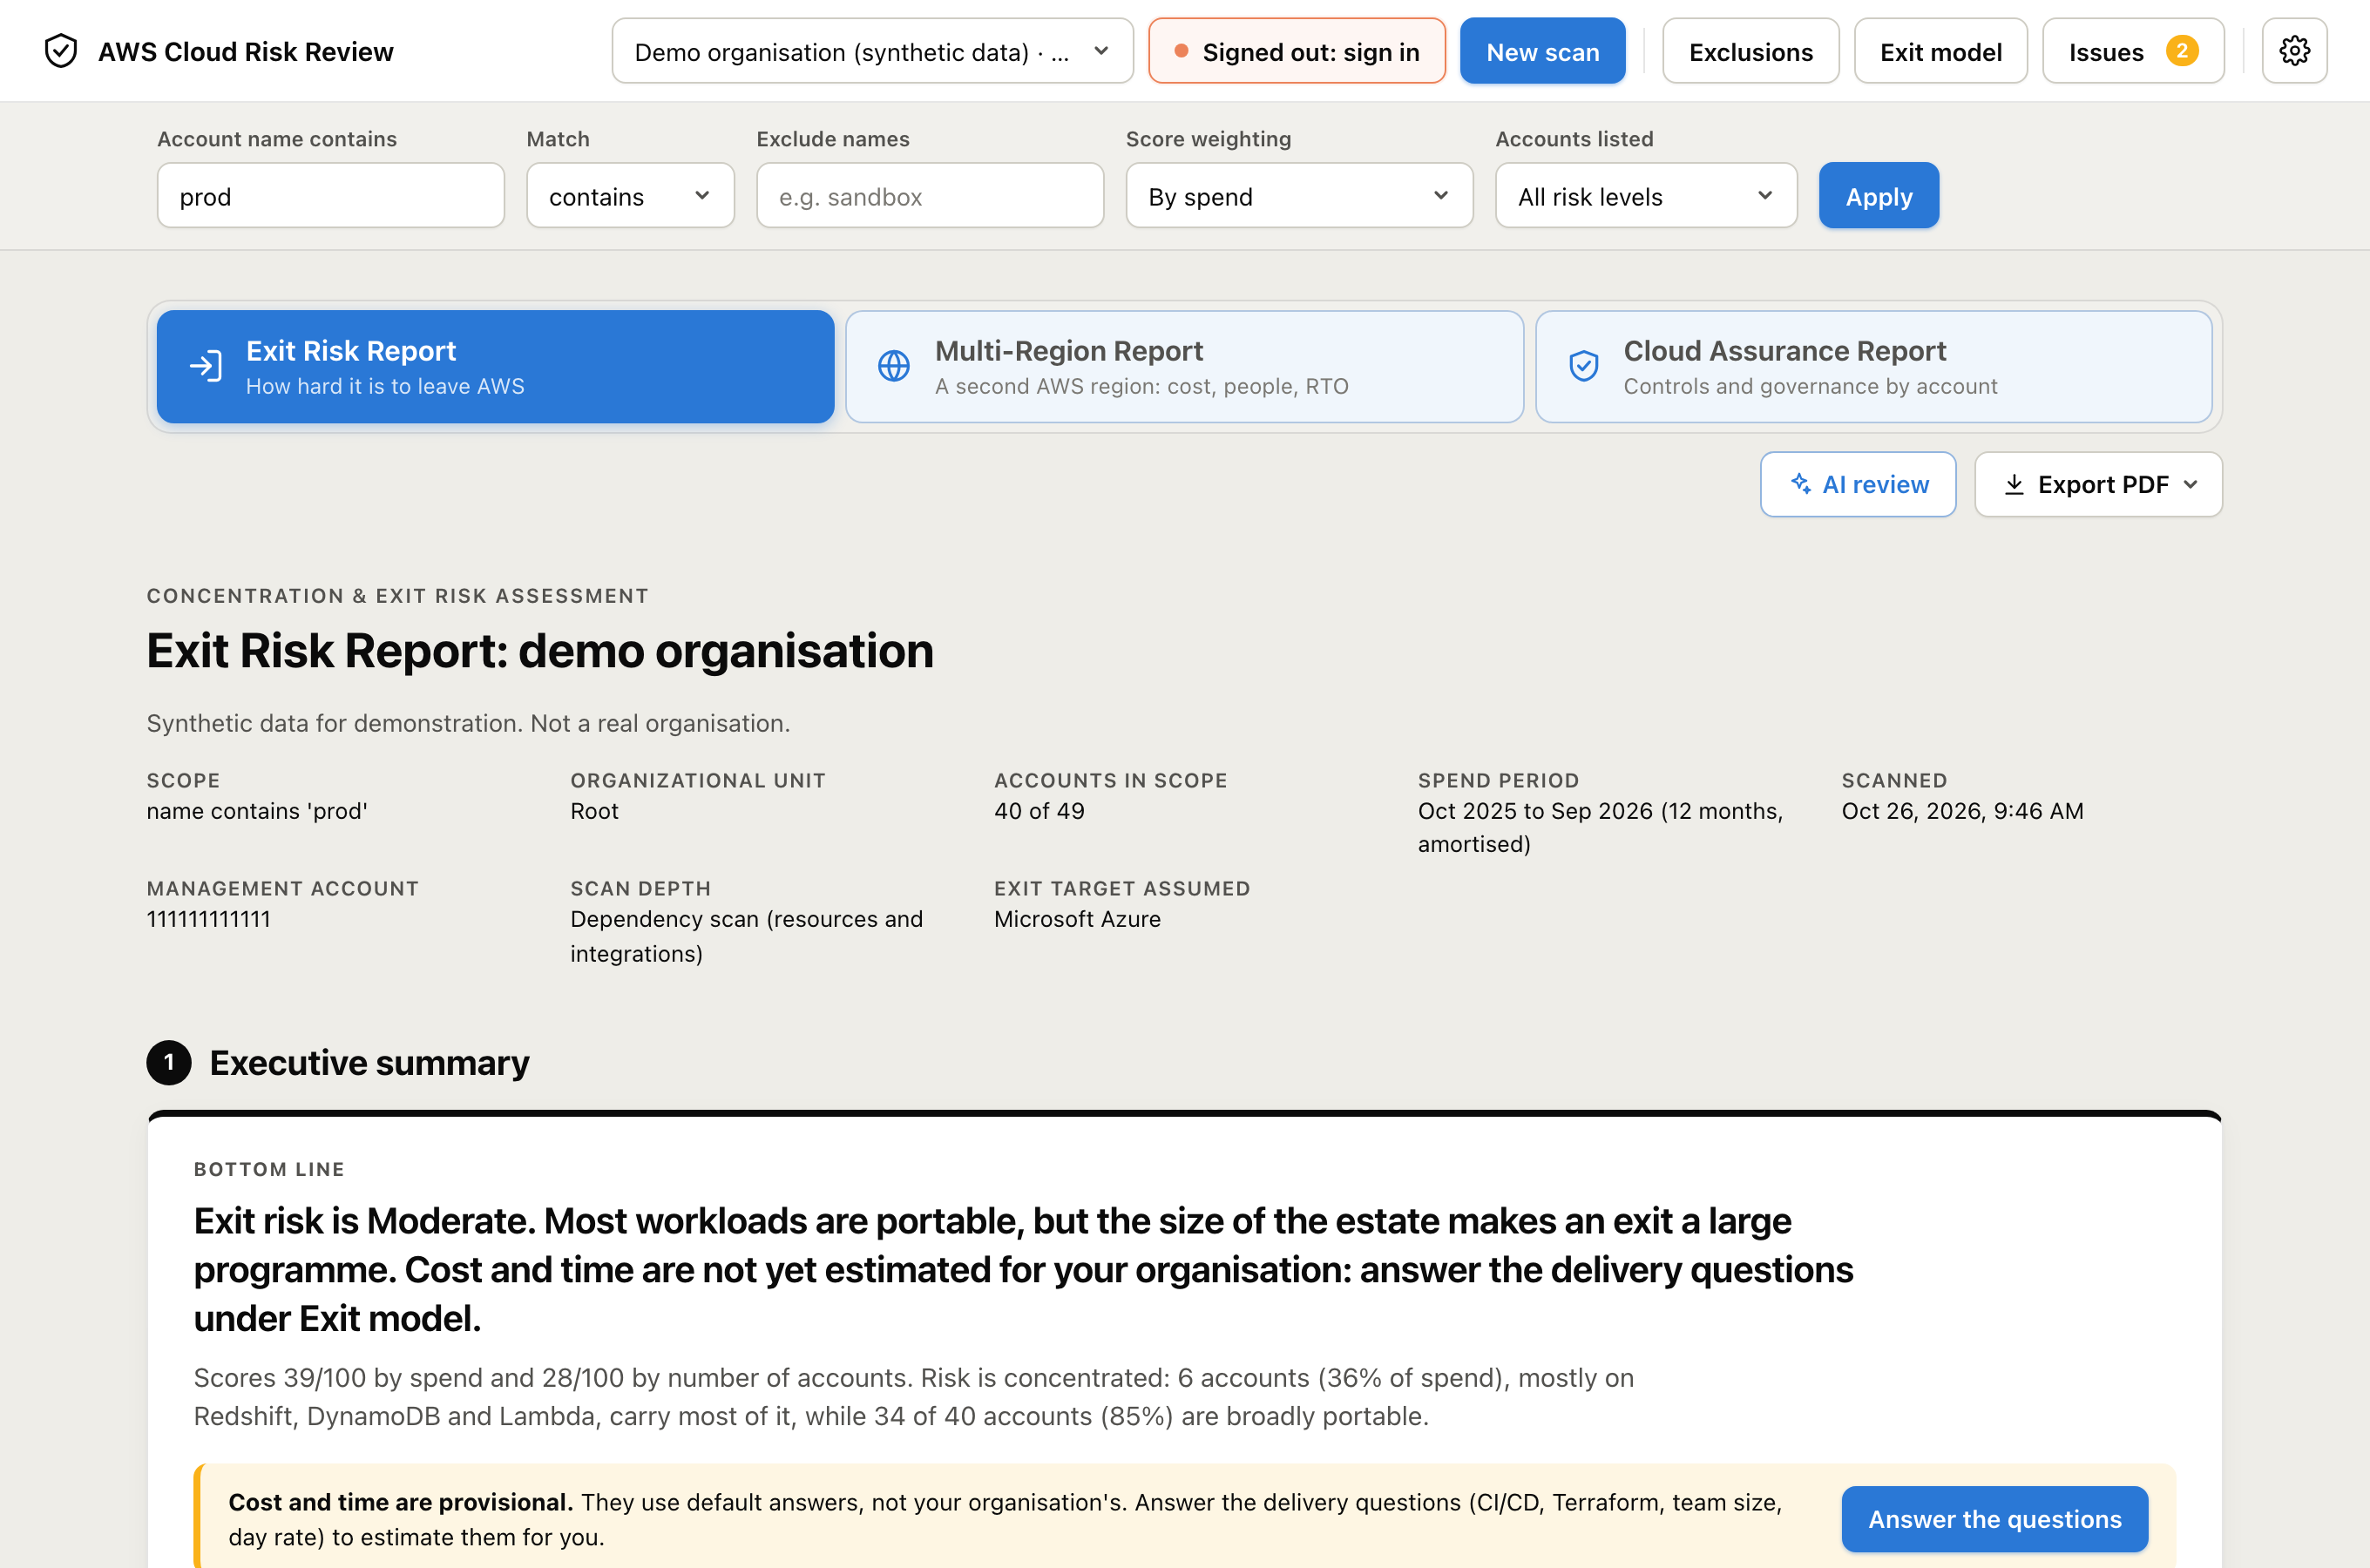 AWS Cloud Risk Review
Demo organisation (synthetic data) · ...
Signed out: sign in
New scan
Exclusions
Exit model
Issues 2
Account name contains
Match
Exclude names
Score weighting
Accounts listed
prod
contains
e.g. sandbox
By spend
All risk levels
Apply
Exit Risk Report
How hard it is to leave AWS
Multi-Region Report
A second AWS region: cost, people, RTO
Cloud Assurance Report
Controls and governance by account
AI review
Export PDF
CONCENTRATION & EXIT RISK ASSESSMENT
Exit Risk Report: demo organisation
Synthetic data for demonstration. Not a real organisation.
SCOPE
name contains 'prod'
ORGANIZATIONAL UNIT
Root
ACCOUNTS IN SCOPE
40 of 49
SPEND PERIOD
Oct 2025 to Sep 2026 (12 months,
amortised)
SCANNED
Oct 26, 2026, 9:46 AM
MANAGEMENT ACCOUNT
111111111111
SCAN DEPTH
Dependency scan (resources and
integrations)
EXIT TARGET ASSUMED
Microsoft Azure
1 Executive summary
BOTTOM LINE
Exit risk is Moderate. Most workloads are portable, but the size of the estate makes an exit a large
programme. Cost and time are not yet estimated for your organisation: answer the delivery questions
under Exit model.
Scores 39/100 by spend and 28/100 by number of accounts. Risk is concentrated: 6 accounts (36% of spend), mostly on
Redshift, DynamoDB and Lambda, carry most of it, while 34 of 40 accounts (85%) are broadly portable.
Cost and time are provisional. They use default answers, not your organisation's. Answer the delivery questions (CI/CD, Terraform, team size,
day rate) to estimate them for you.
Answer the questions